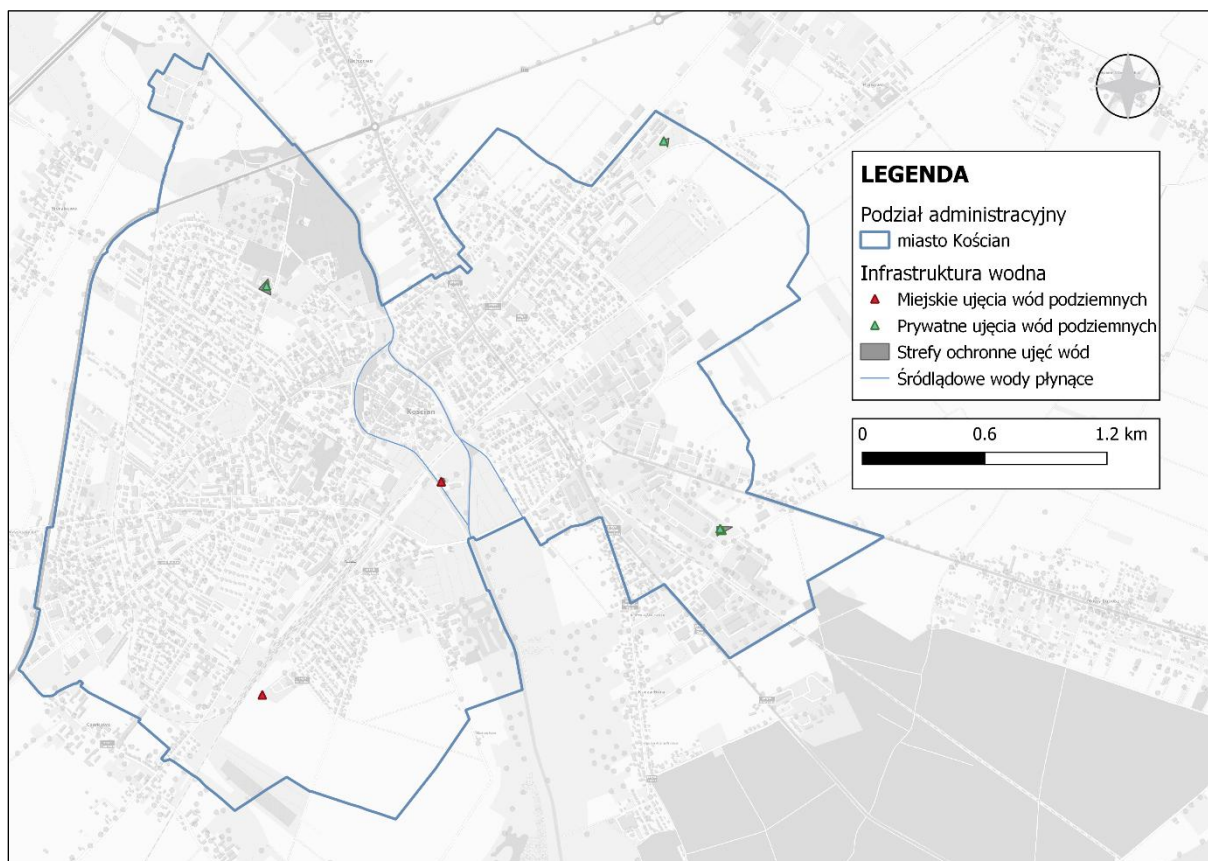 LEGENDA
Podział administracyjny
miasto Kościan
Infrastruktura wodna
Miejskie ujęcia wód podziemnych
Prywatne ujęcia wód podziemnych
Strefy ochronne ujęć wód
Śródlądowe wody płynące
0 0.6 1.2 km
Kościan